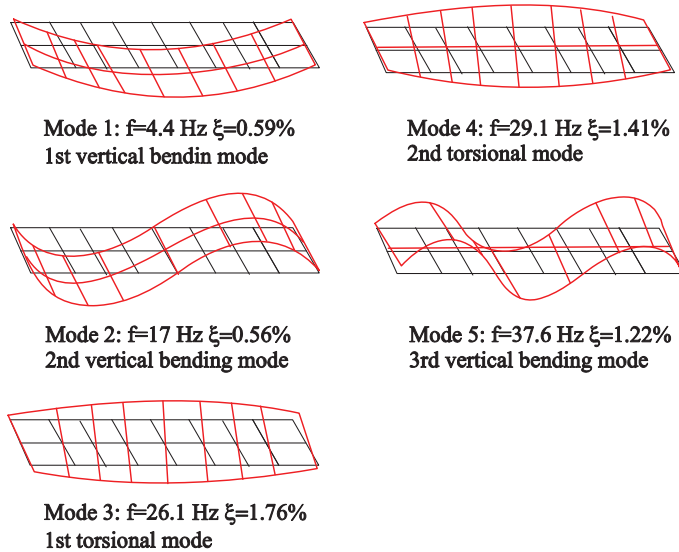 Mode 1: f=4.4 Hz ξ=0.59%
1st vertical bendin mode
Mode 4: f=29.1 Hz ξ=1.41%
2nd torsional mode
Mode 2: f=17 Hz ξ=0.56%
2nd vertical bending mode
Mode 5: f=37.6 Hz ξ=1.22%
3rd vertical bending mode
Mode 3: f=26.1 Hz ξ=1.76%
1st torsional mode